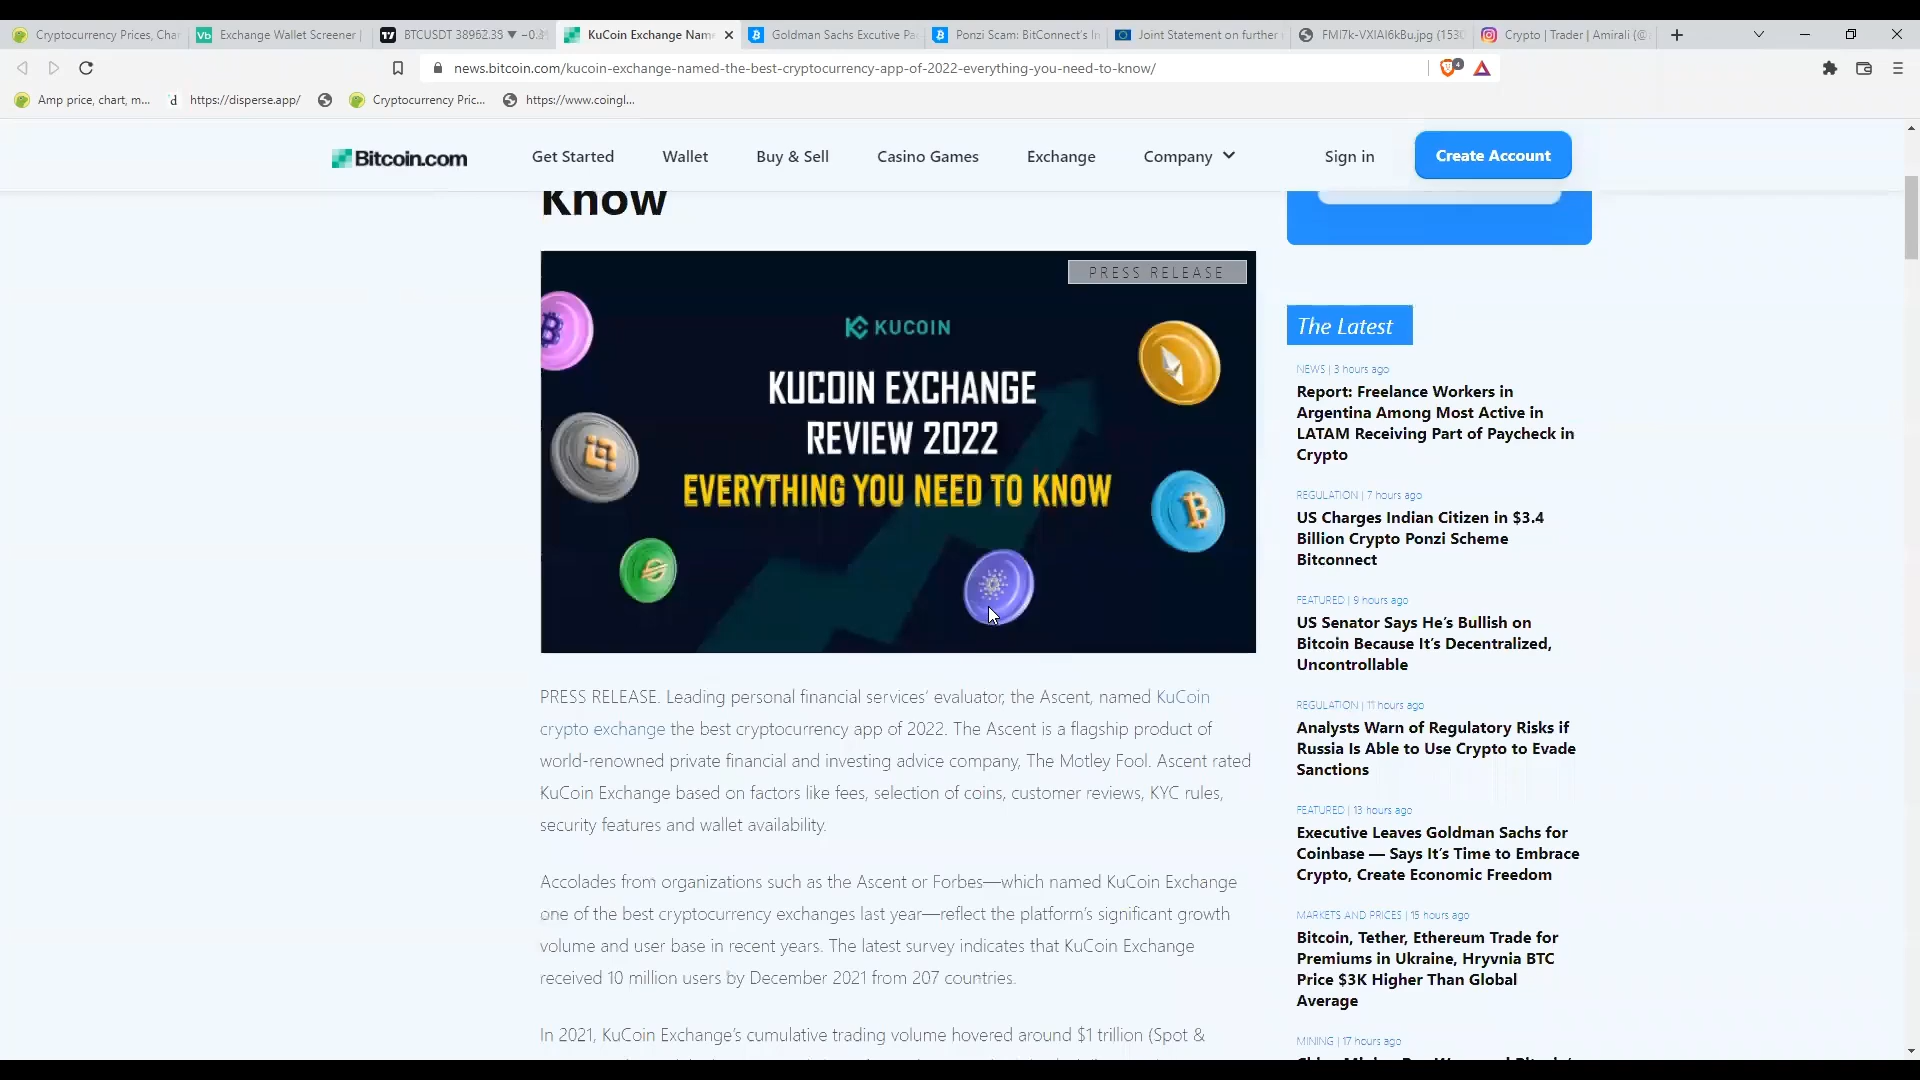 Cryptocurrency Prices, Char
Exchange Wallet Screener |
BTCUSDT 38962.35 ▼ −0.
KuCoin Exchange Nam
Goldman Sachs Excutive Pa
Ponzi Scam: BitConnect's In
Joint Statement on further
FMI7k-VXIAI6kBu.jpg (153
Crypto | Trader | Amirali (@
news.bitcoin.com/kucoin-exchange-named-the-best-cryptocurrency-app-of-2022-everything-you-need-to-know/
4
Amp price, chart, m...
d https://disperse.app/
Cryptocurrency Pric...
https://www.coingl...
Bitcoin.com
Get Started
Wallet
Buy & Sell
Casino Games
Exchange
Company
Sign in
Create Account
Know
PRESS RELEASE
KUCOIN
KUCOIN EXCHANGE
REVIEW 2022
EVERYTHING YOU NEED TO KNOW
PRESS RELEASE. Leading personal financial services' evaluator, the Ascent, named KuCoin
crypto exchange the best cryptocurrency app of 2022. The Ascent is a flagship product of
world-renowned private financial and investing advice company, The Motley Fool. Ascent rated
KuCoin Exchange based on factors like fees, selection of coins, customer reviews, KYC rules,
security features and wallet availability.
Accolades from organizations such as the Ascent or Forbes—which named KuCoin Exchange
one of the best cryptocurrency exchanges last year—reflect the platform's significant growth
volume and user base in recent years. The latest survey indicates that KuCoin Exchange
received 10 million users by December 2021 from 207 countries.
In 2021, KuCoin Exchange's cumulative trading volume hovered around $1 trillion (Spot &
The Latest
NEWS | 3 hours ago
Report: Freelance Workers in
Argentina Among Most Active in
LATAM Receiving Part of Paycheck in
Crypto
REGULATION | 7 hours ago
US Charges Indian Citizen in $3.4
Billion Crypto Ponzi Scheme
Bitconnect
FEATURED | 9 hours ago
US Senator Says He's Bullish on
Bitcoin Because It's Decentralized,
Uncontrollable
REGULATION | 11 hours ago
Analysts Warn of Regulatory Risks if
Russia Is Able to Use Crypto to Evade
Sanctions
FEATURED | 13 hours ago
Executive Leaves Goldman Sachs for
Coinbase — Says It's Time to Embrace
Crypto, Create Economic Freedom
MARKETS AND PRICES | 15 hours ago
Bitcoin, Tether, Ethereum Trade for
Premiums in Ukraine, Hryvnia BTC
Price $3K Higher Than Global
Average
MINING | 17 hours ago